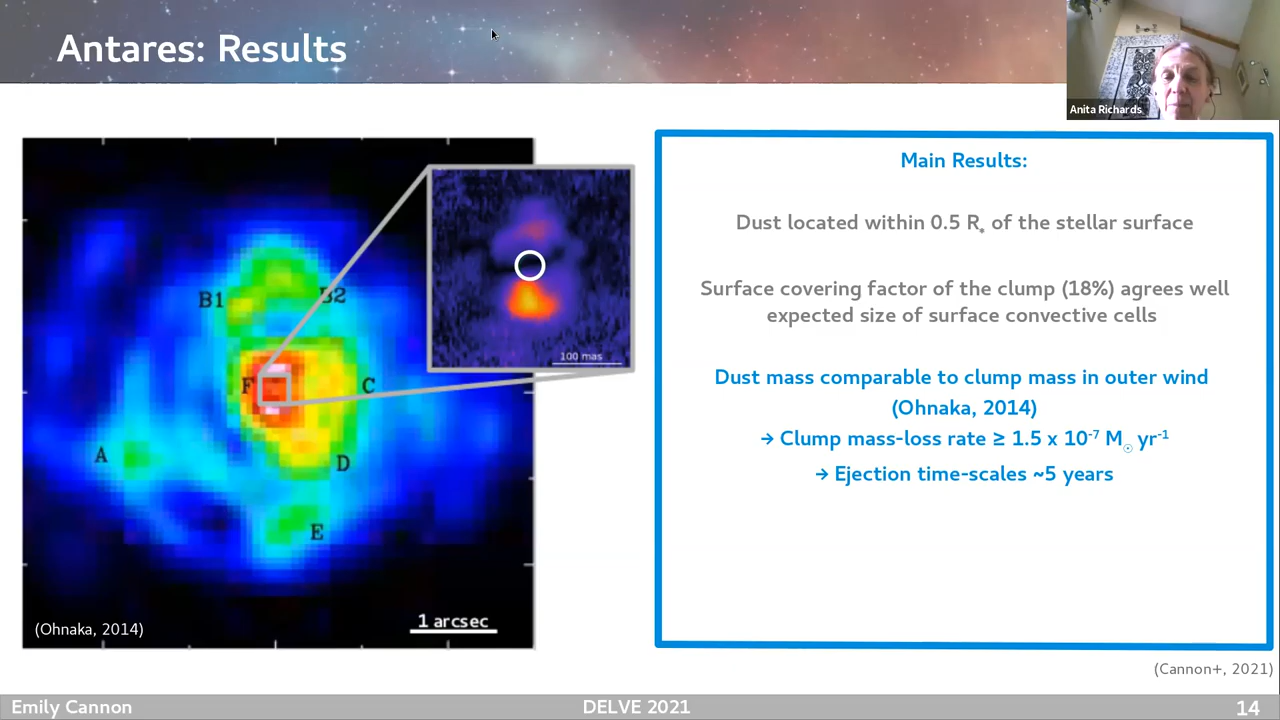 Antares: Results
Anita Richards
B1
B2
F
C
A
D
E
100 mas
1 arcsec
(Ohnaka, 2014)
Main Results:
Dust located within 0.5 R* of the stellar surface
Surface covering factor of the clump (18%) agrees well
expected size of surface convective cells
Dust mass comparable to clump mass in outer wind
(Ohnaka, 2014)
→ Clump mass-loss rate ≥ 1.5 x 10⁻⁷ M☉ yr⁻¹
→ Ejection time-scales ~5 years
(Cannon+, 2021)
Emily Cannon
DELVE 2021
14